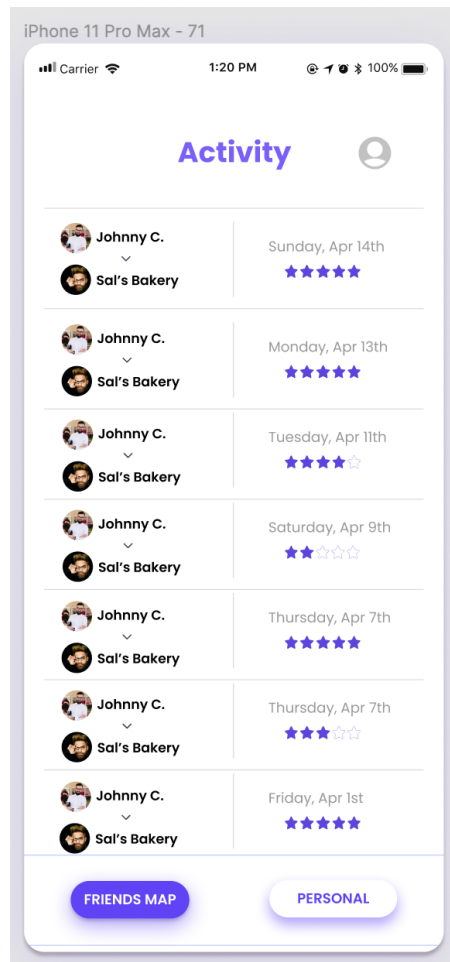 iPhone 11 Pro Max - 71
Carrier 1:20 PM 100%
Activity
Johnny C.
Sal's Bakery
Sunday, Apr 14th
Johnny C.
Sal's Bakery
Monday, Apr 13th
Johnny C.
Sal's Bakery
Tuesday, Apr 11th
Johnny C.
Sal's Bakery
Saturday, Apr 9th
Johnny C.
Sal's Bakery
Thursday, Apr 7th
Johnny C.
Sal's Bakery
Thursday, Apr 7th
Johnny C.
Sal's Bakery
Friday, Apr 1st
FRIENDS MAP
PERSONAL